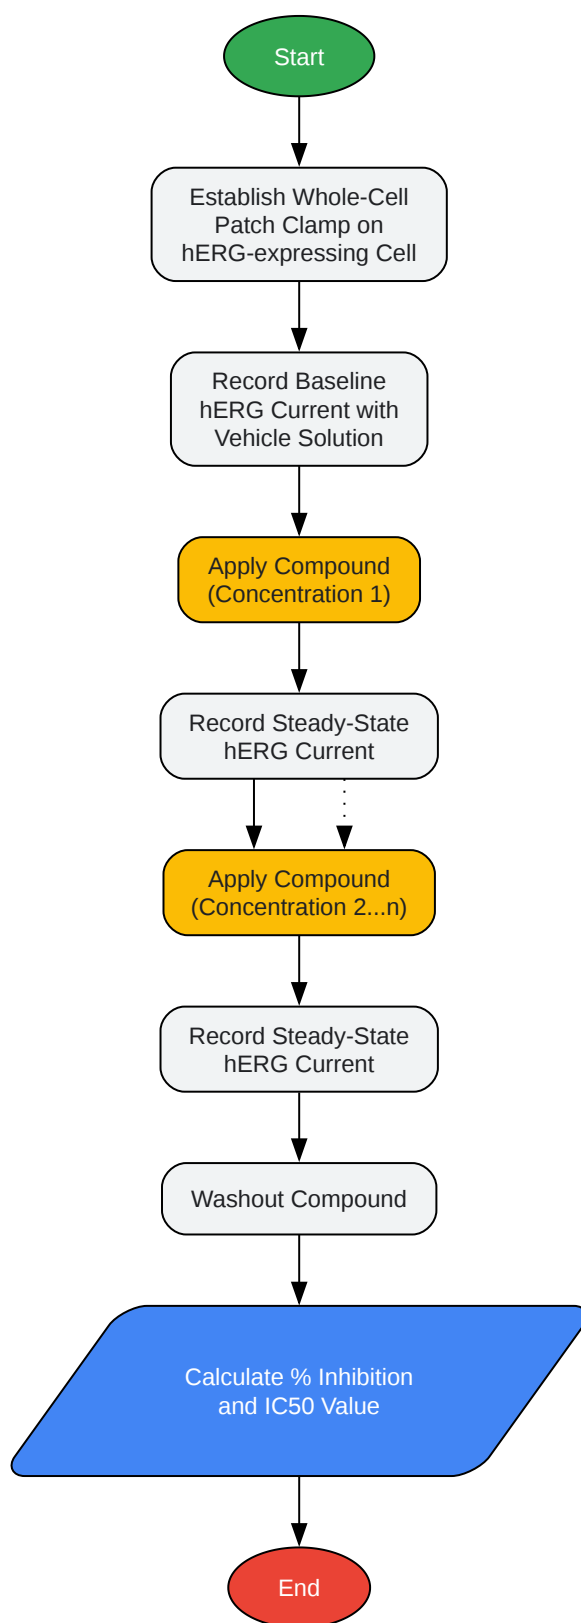 Start
Establish Whole-Cell
Patch Clamp on
hERG-expressing Cell
Record Baseline
hERG Current with
Vehicle Solution
Apply Compound
(Concentration 1)
Record Steady-State
hERG Current
Apply Compound
(Concentration 2...n)
Record Steady-State
hERG Current
Washout Compound
Calculate % Inhibition
and IC50 Value
End